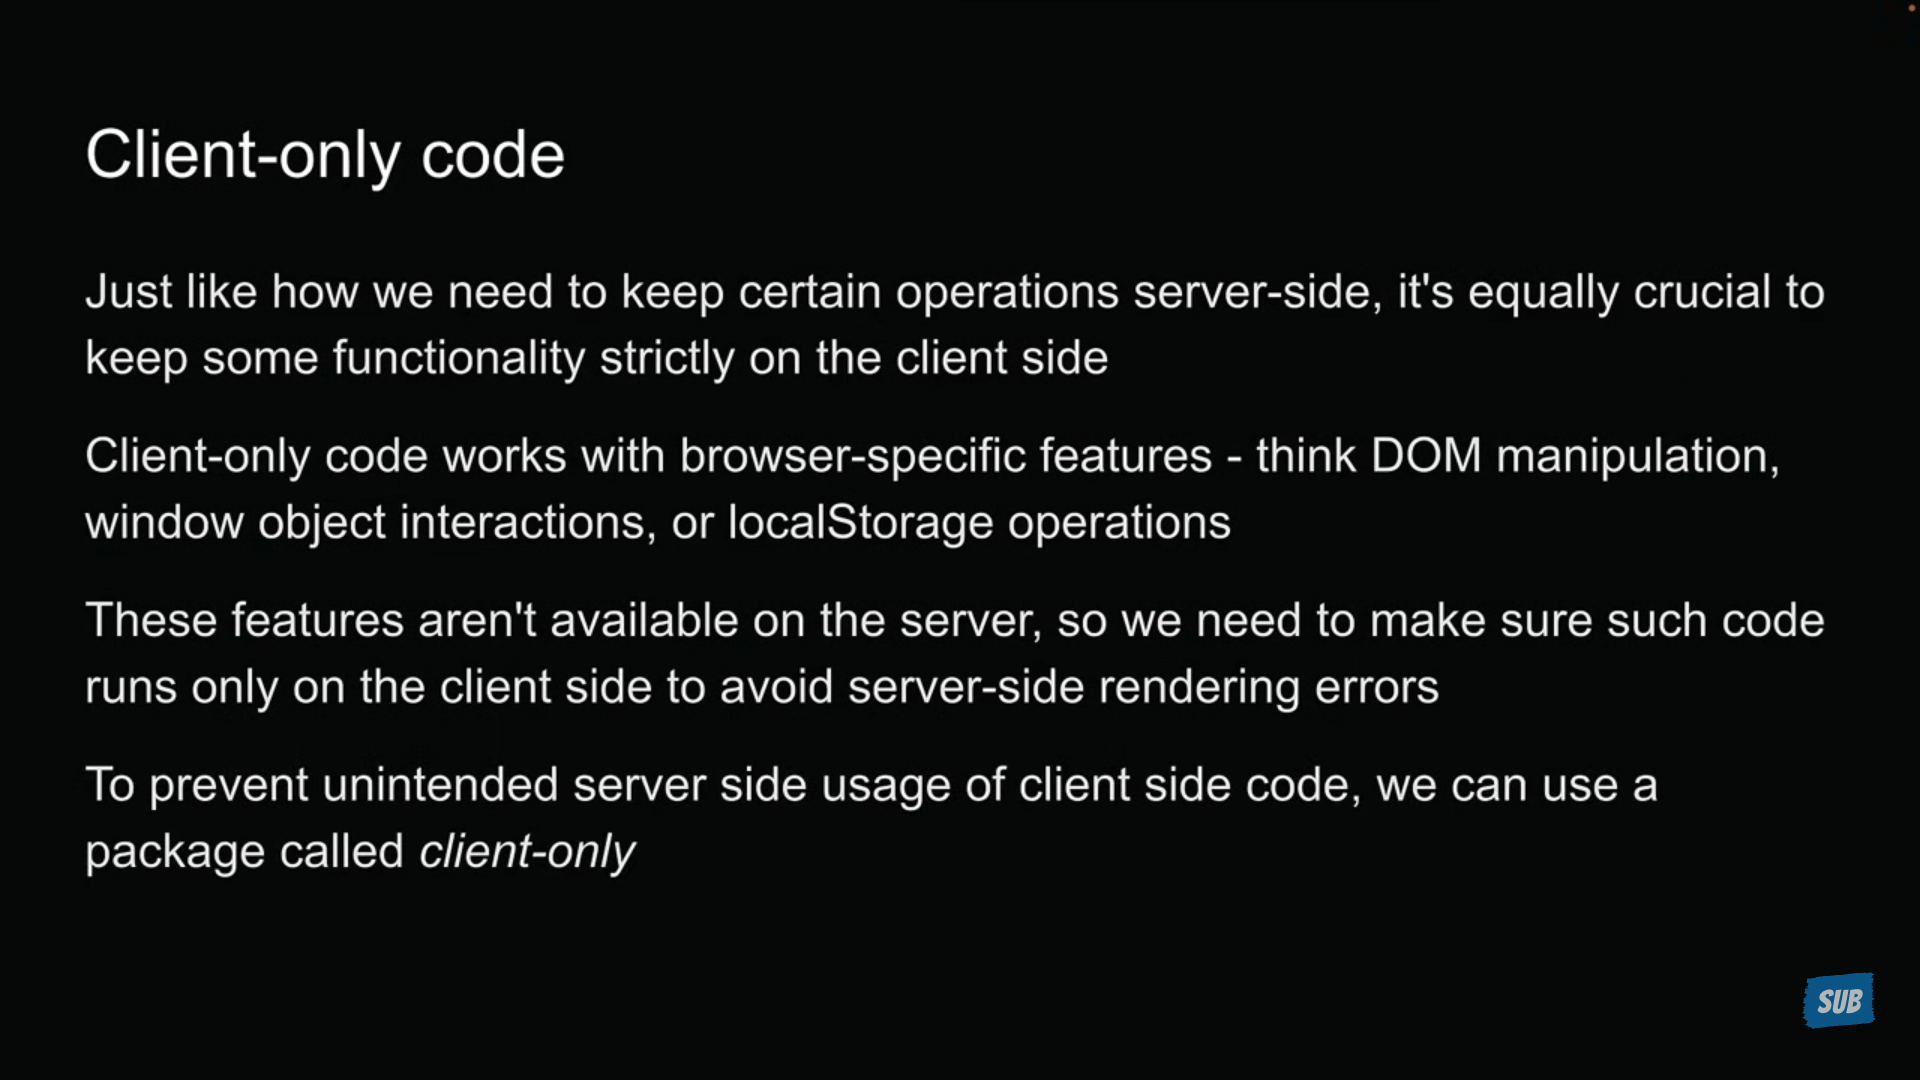 Client-only code
Just like how we need to keep certain operations server-side, it's equally crucial to
keep some functionality strictly on the client side
Client-only code works with browser-specific features - think DOM manipulation,
window object interactions, or localStorage operations
These features aren't available on the server, so we need to make sure such code
runs only on the client side to avoid server-side rendering errors
To prevent unintended server side usage of client side code, we can use a
package called client-only
SUB